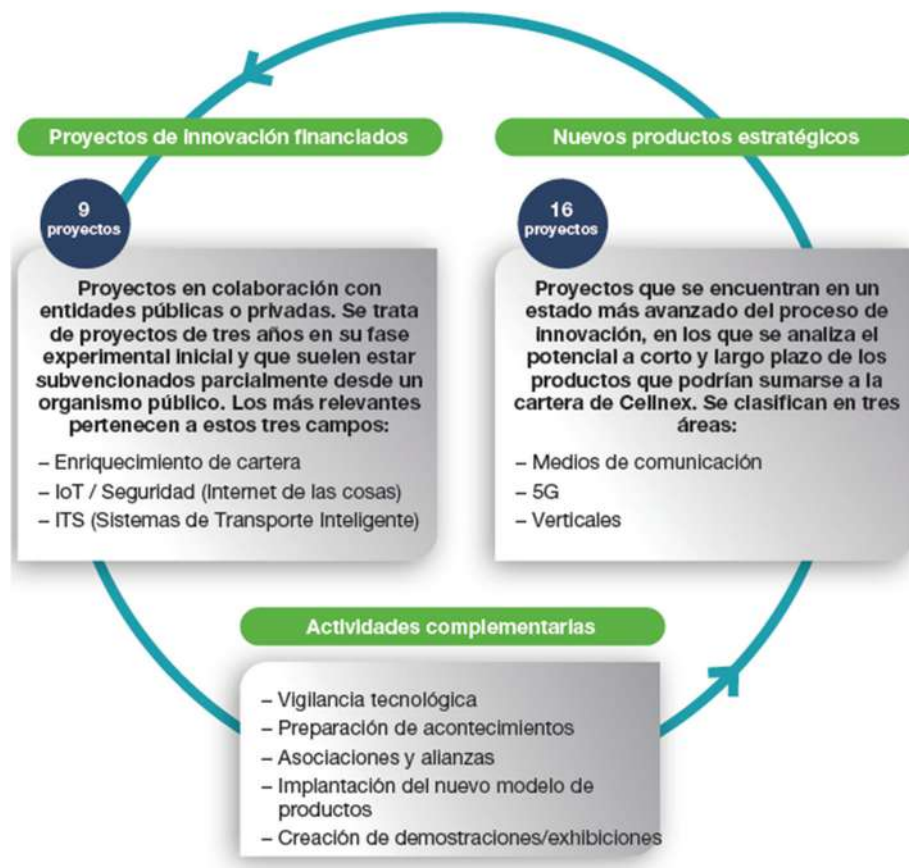 Proyectos de innovación financiados
9
proyectos
Proyectos en colaboración con
entidades públicas o privadas. Se trata
de proyectos de tres años en su fase
experimental inicial y que suelen estar
subvencionados parcialmente desde un
organismo público. Los más relevantes
pertenecen a estos tres campos:
– Enriquecimiento de cartera
– IoT / Seguridad (Internet de las cosas)
– ITS (Sistemas de Transporte Inteligente)
Nuevos productos estratégicos
16
proyectos
Proyectos que se encuentran en un
estado más avanzado del proceso de
innovación, en los que se analiza el
potencial a corto y largo plazo de los
productos que podrían sumarse a la
cartera de Cellnex. Se clasifican en tres
áreas:
– Medios de comunicación
– 5G
– Verticales
Actividades complementarias
– Vigilancia tecnológica
– Preparación de acontecimientos
– Asociaciones y alianzas
– Implantación del nuevo modelo de
productos
– Creación de demostraciones/exhibiciones